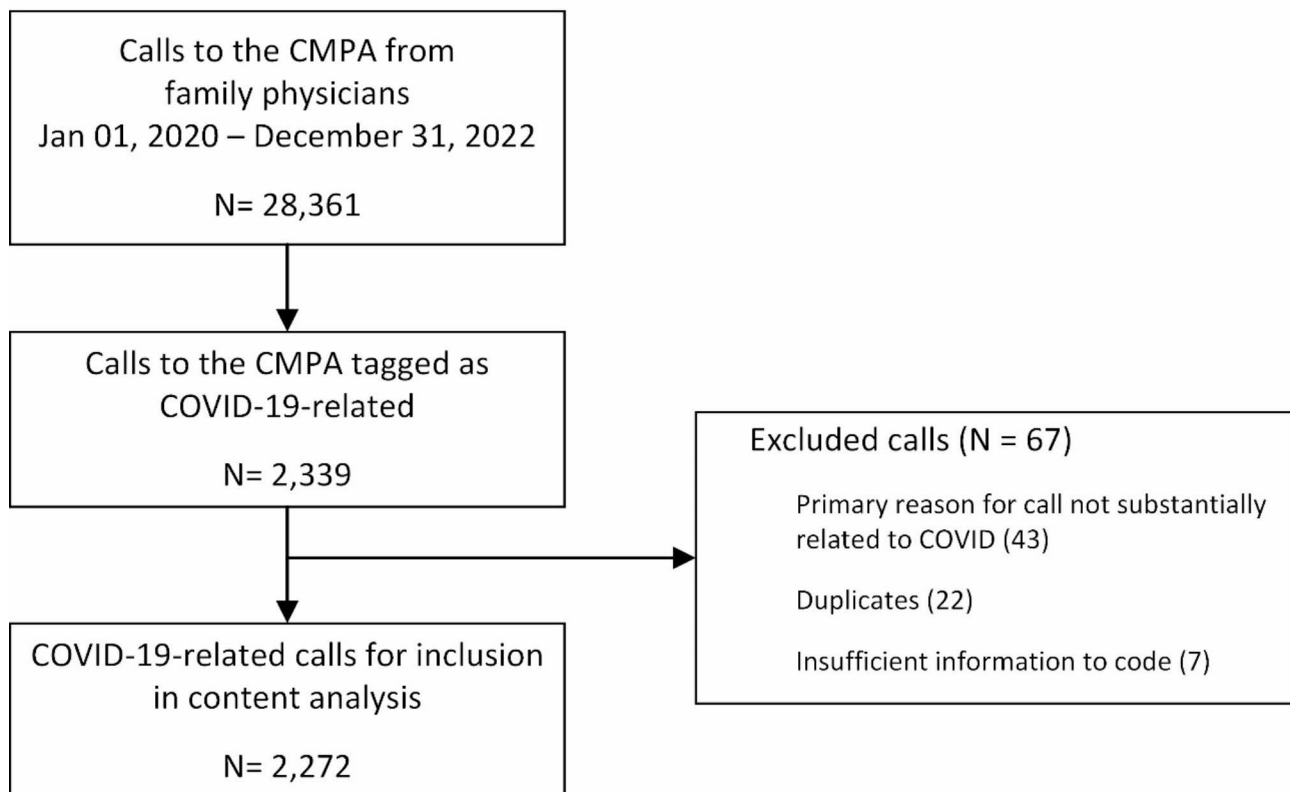 Calls to the CMPA from
family physicians
Jan 01, 2020 – December 31, 2022
N= 28,361
Calls to the CMPA tagged as
COVID-19-related
N= 2,339
Excluded calls (N = 67)
Primary reason for call not substantially
related to COVID (43)
Duplicates (22)
Insufficient information to code (7)
COVID-19-related calls for inclusion
in content analysis
N= 2,272